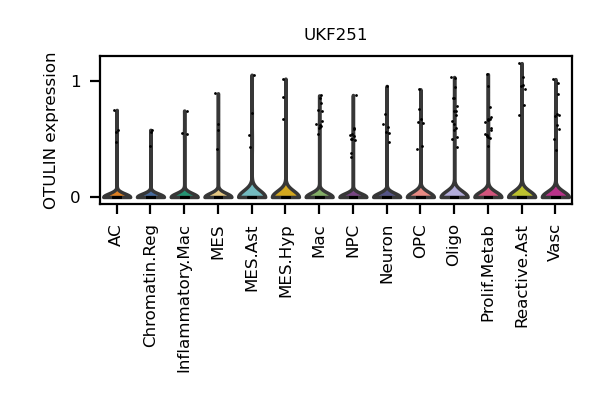 UKF251
OTULIN expression
1
0
AC
Chromatin.Reg
Inflammatory.Mac
MES
MES.Ast
MES.Hyp
Mac
NPC
Neuron
OPC
Oligo
Prolif.Metab
Reactive.Ast
Vasc